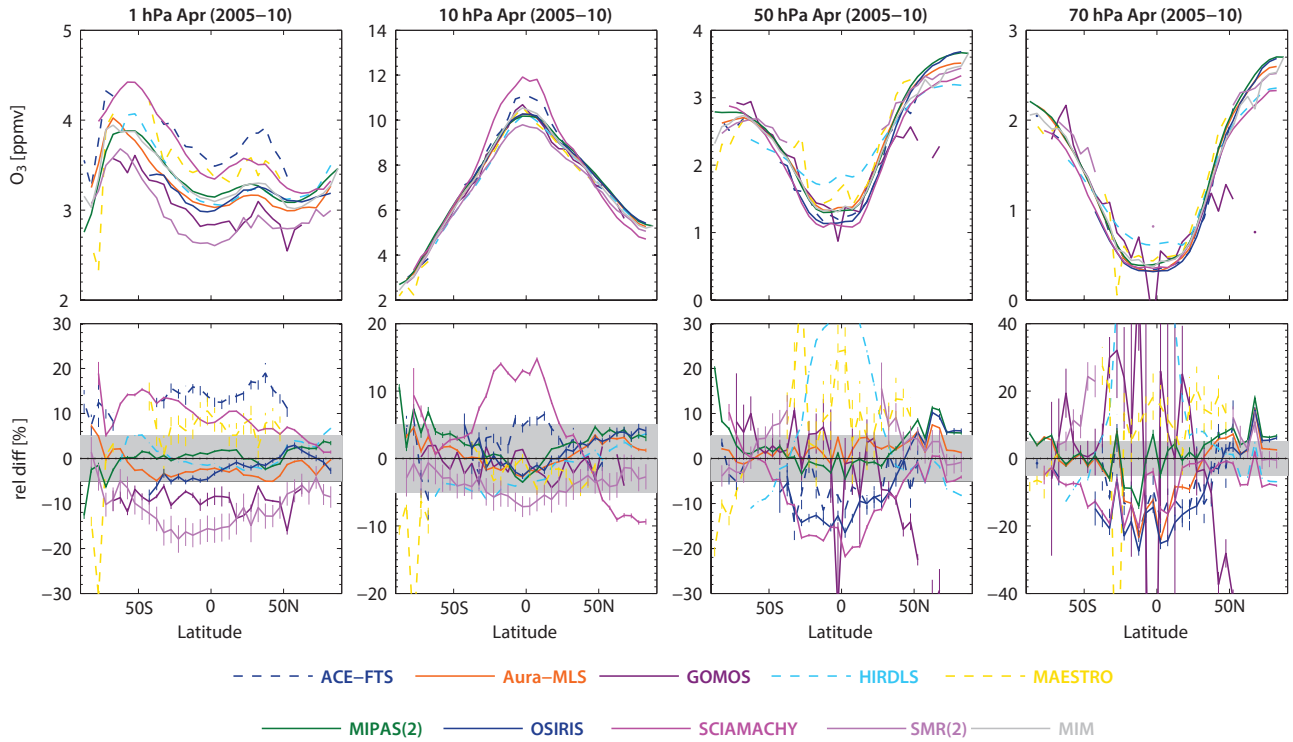 1 hPa Apr (2005−10) 10 hPa Apr (2005−10) 50 hPa Apr (2005−10) 70 hPa Apr (2005−10)
O3 [ppmv]
5 4 3 2
14 12 10 8 6 4 2
4 3 2 1 0
3 2 1 0
rel diff [%]
30 20 10 0 −10 −20 −30
20 10 0 −10 −20
30 20 10 0 −10 −20 −30
40 20 0 −20 −40
50S 0 50N 50S 0 50N 50S 0 50N 50S 0 50N
Latitude Latitude Latitude Latitude
ACE−FTS Aura−MLS GOMOS HIRDLS MAESTRO
MIPAS(2) OSIRIS SCIAMACHY SMR(2) MIM